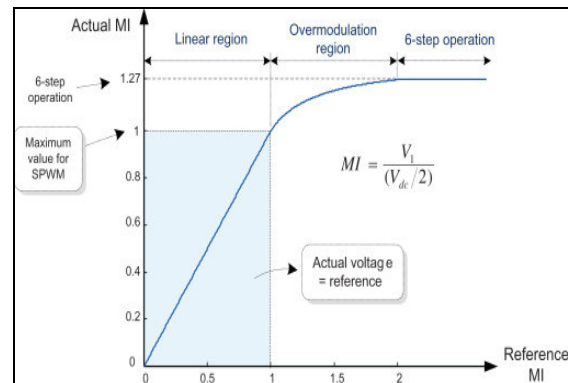 Actual MI
Linear region
Overmodulation
region
6-step operation
6-step
operation
1.27
Maximum
value for
SPWM
1
0.8
0.6
0.4
0.2
0
MI = V₁ / (V_dc/2)
Actual voltag e
= reference
0
0.5
1
1.5
2
Reference
MI